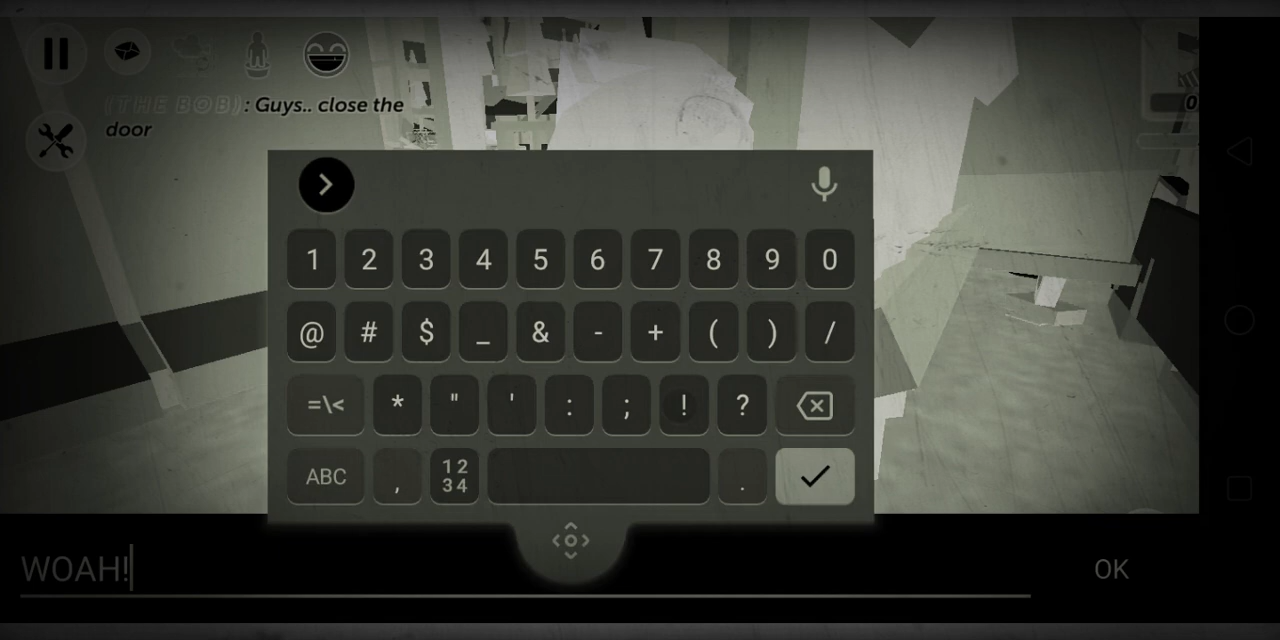 (THE BOB): Guys.. close the
door
0
1 2 3 4 5 6 7 8 9 0
@ # $ _ & - + ( ) /
=\< * " ' : ; ! ?
ABC , 12 34 .
WOAH!
OK